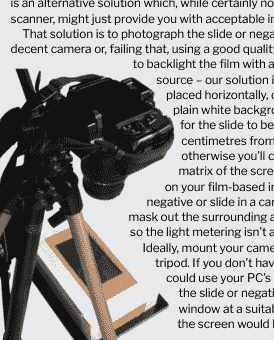 is an alternative solution which, while certainly no
scanner, might just provide you with acceptable i
That solution is to photograph the slide or nega
decent camera or, failing that, using a good quality
to backlight the film with a
source – our solution i
placed horizontally,
plain white backgro
for the slide to be
centimetres from
otherwise you'll c
matrix of the scre
on your film-based i
negative or slide in a car
mask out the surrounding a
so the light metering isn't a
Ideally, mount your came
tripod. If you don't hav
could use your PC's
the slide or negati
window at a suitab
the screen would